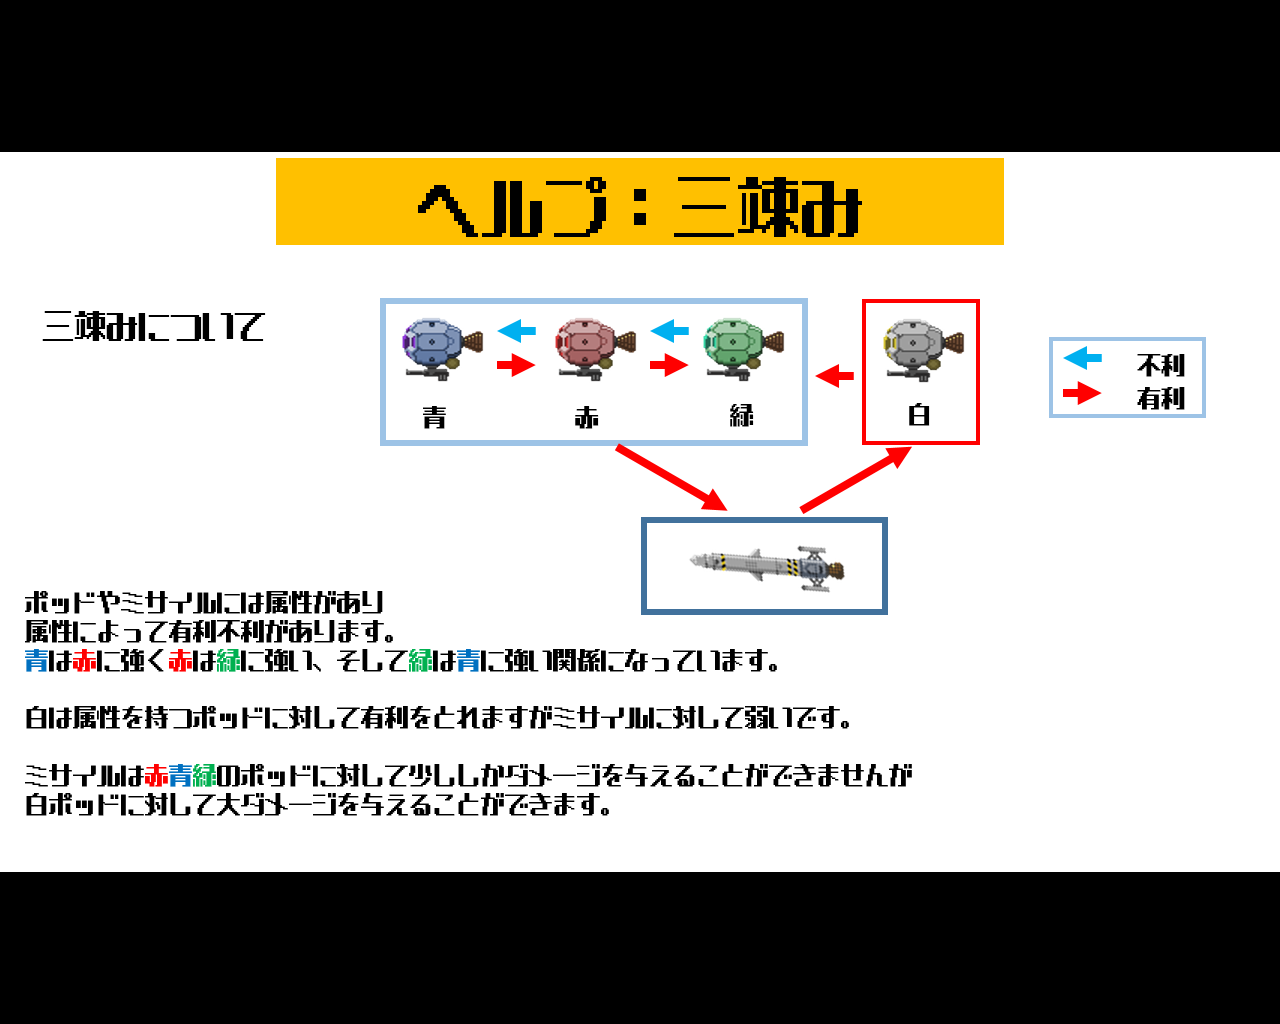 ヘルプ：三竦み
三竦みについて
青
赤
緑
白
不利
有利
ポッドやミサイルには属性があり
属性によって有利不利があります。
青は赤に強く赤は緑に強い、そして緑は青に強い関係になっています。
白は属性を持つポッドに対して有利をとれますがミサイルに対して弱いです。
ミサイルは赤青緑のポッドに対して少ししかダメージを与えることができませんが
白ポッドに対して大ダメージを与えることができます。